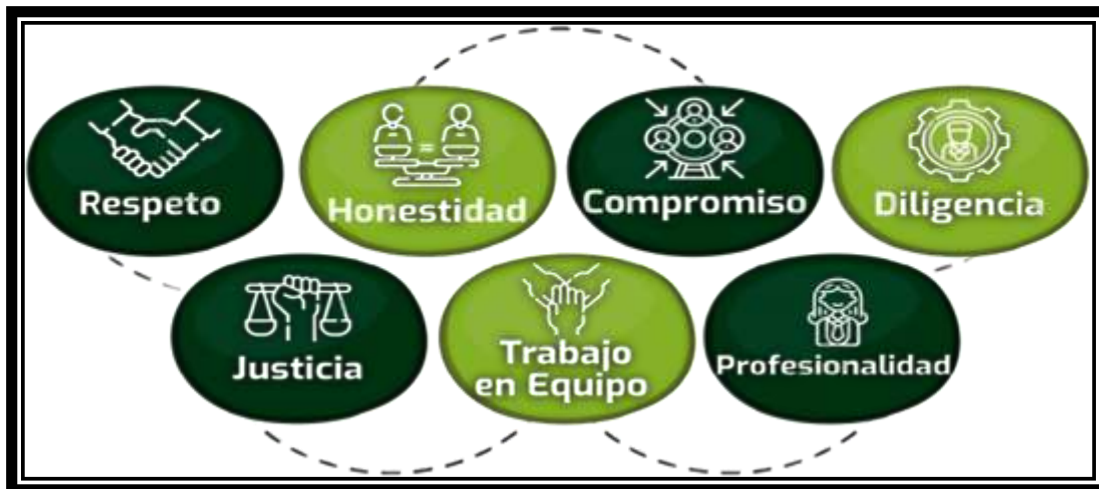 Respeto
Honestidad
Compromiso
Diligencia
Justicia
Trabajo
en Equipo
Profesionalidad